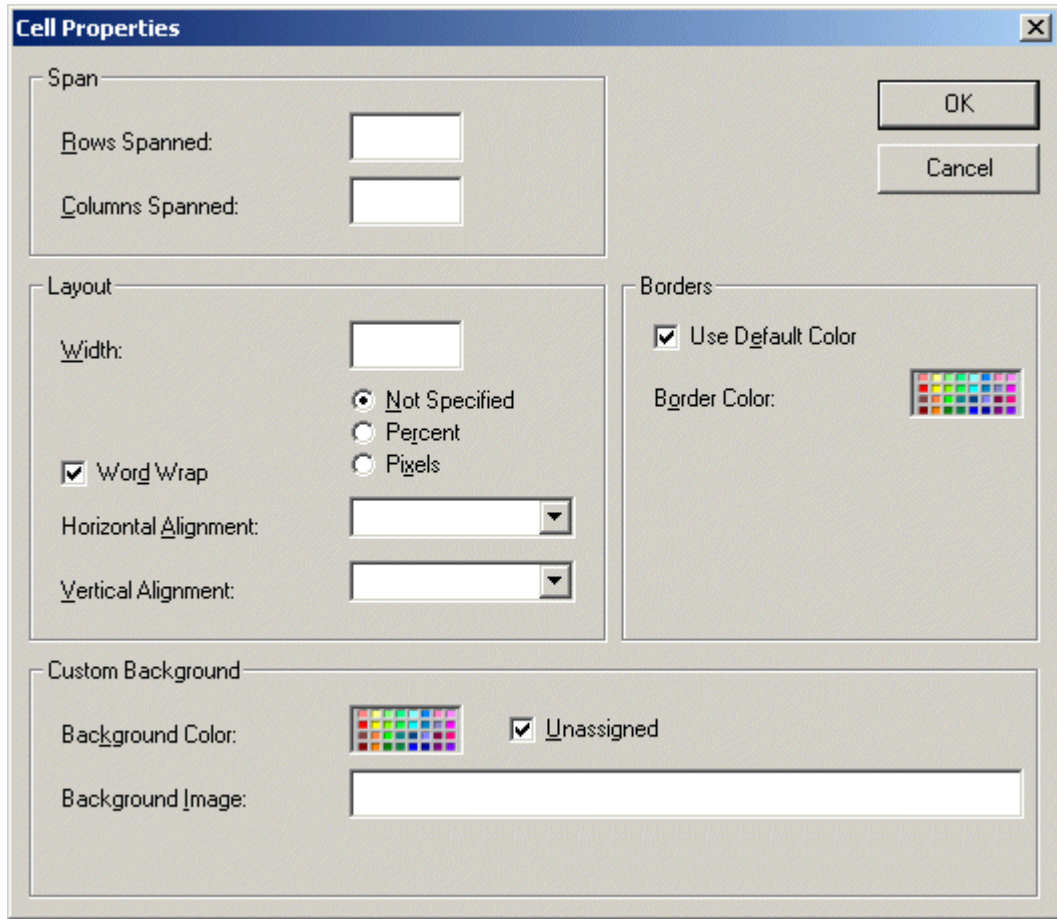 Cell Properties
Span
OK
Rows Spanned:
Cancel
Columns Spanned:
Layout
Borders
Width:
Use Default Color
Not Specified
Border Color:
Percent
Pixels
Word Wrap
Horizontal Alignment:
Vertical Alignment:
Custom Background
Background Color:
Unassigned
Background Image: